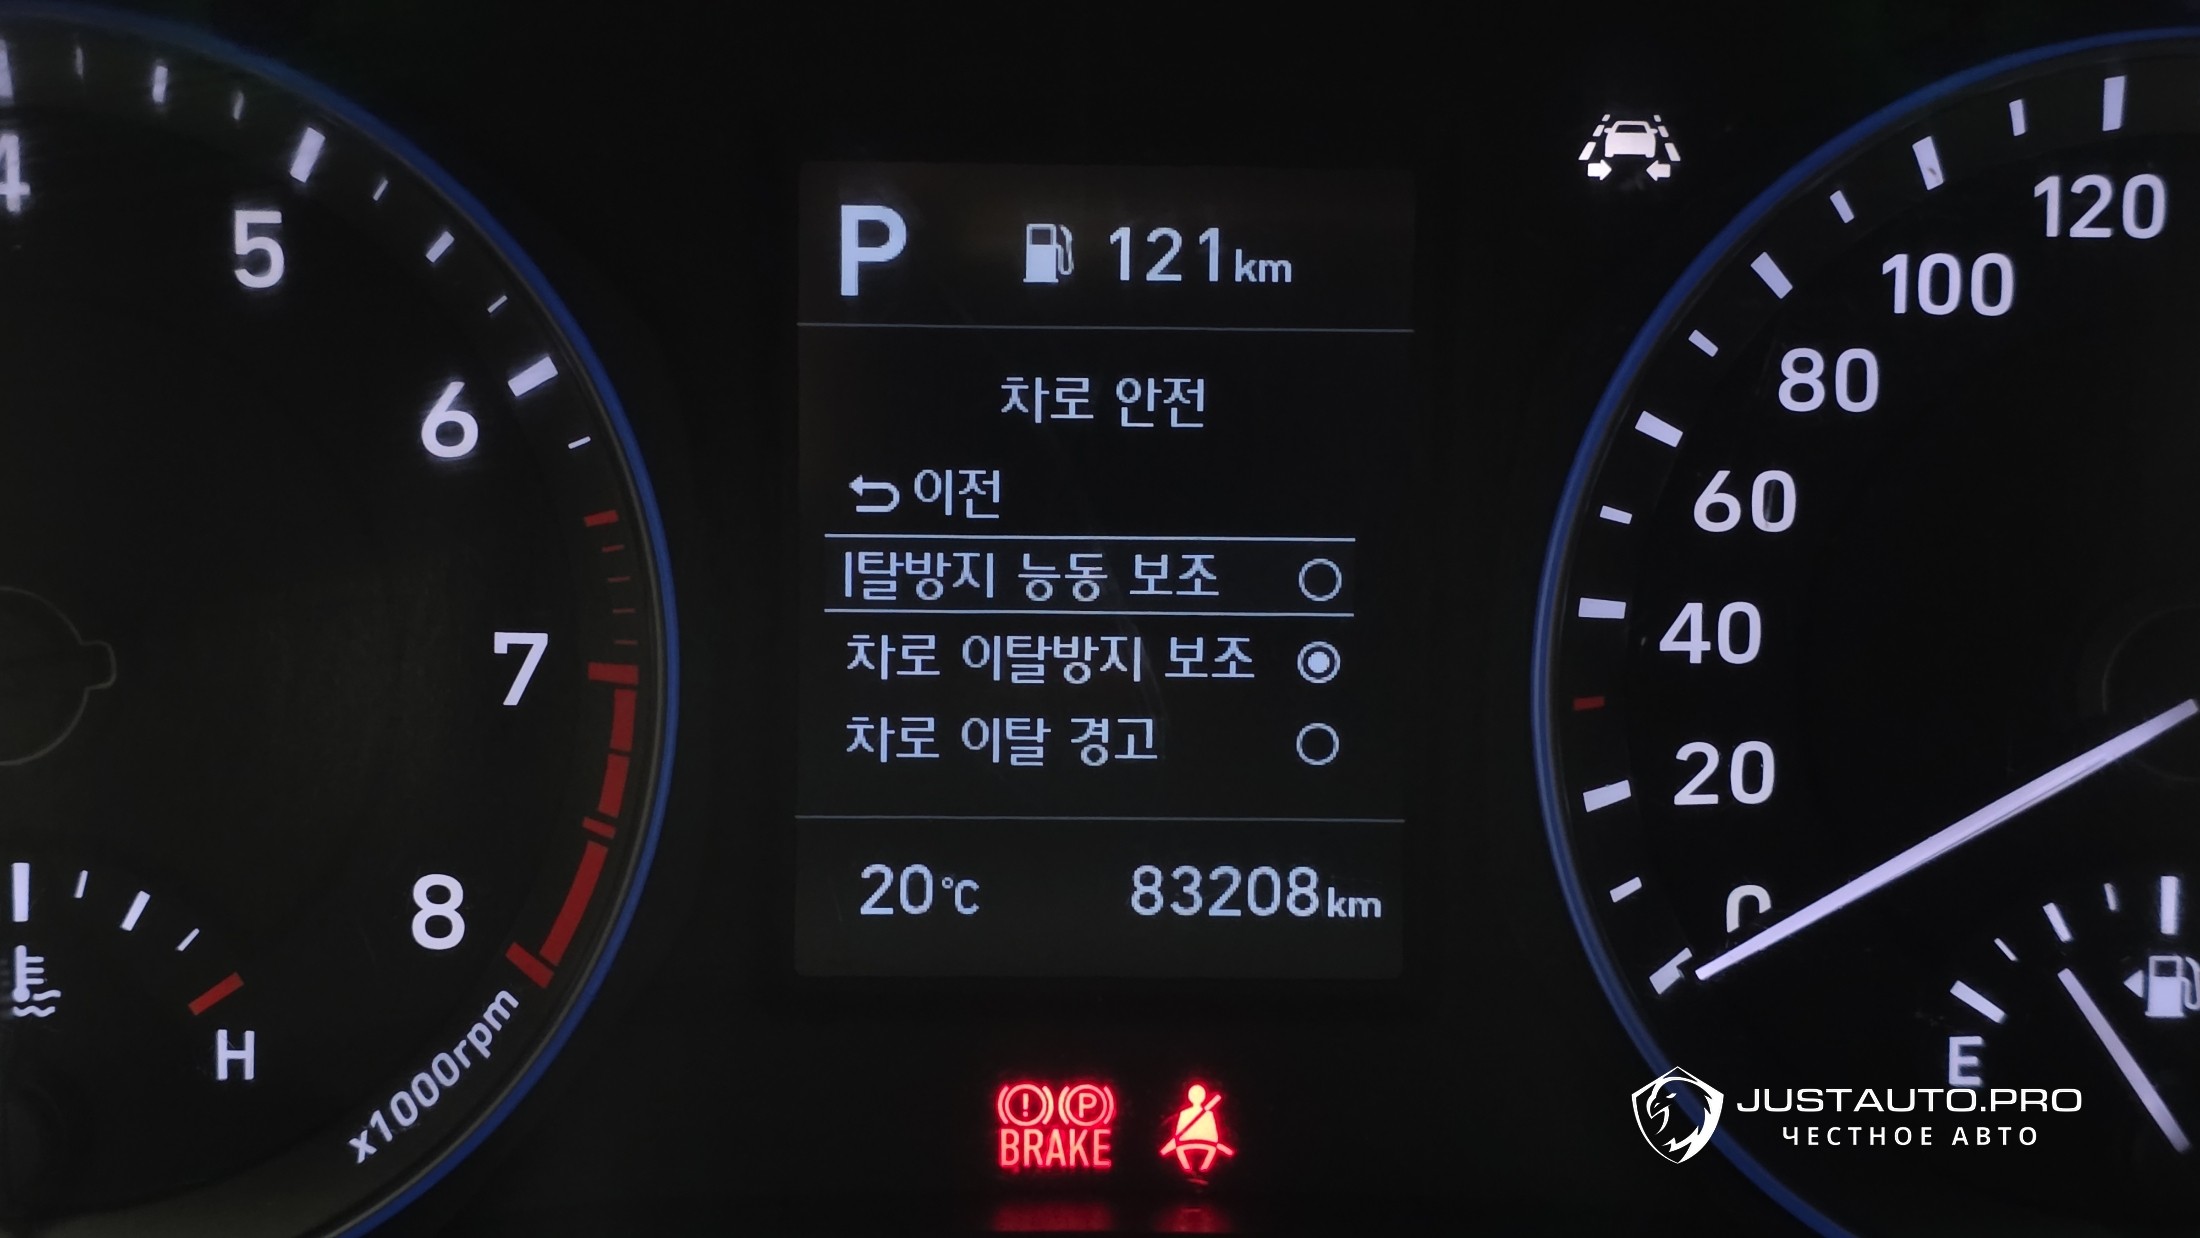 4
5
6
7
8
x1000rpm
H
P 121km
차로 안전
이전
탈방지 능동 보조
차로 이탈방지 보조
차로 이탈 경고
20℃ 83208km
BRAKE
120
100
80
60
40
20
0
E
JUSTAUTO.PRO
ЧЕСТНОЕ АВТО